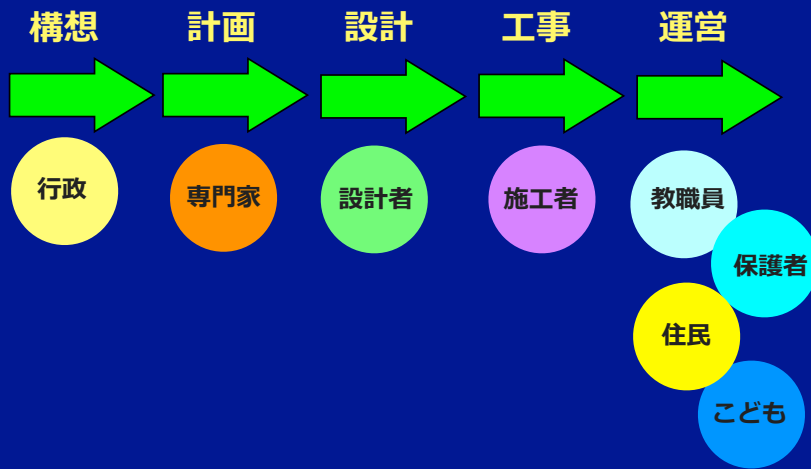 構想 計画 設計 工事 運営
行政 専門家 設計者 施工者 教職員
保護者
住民
こども